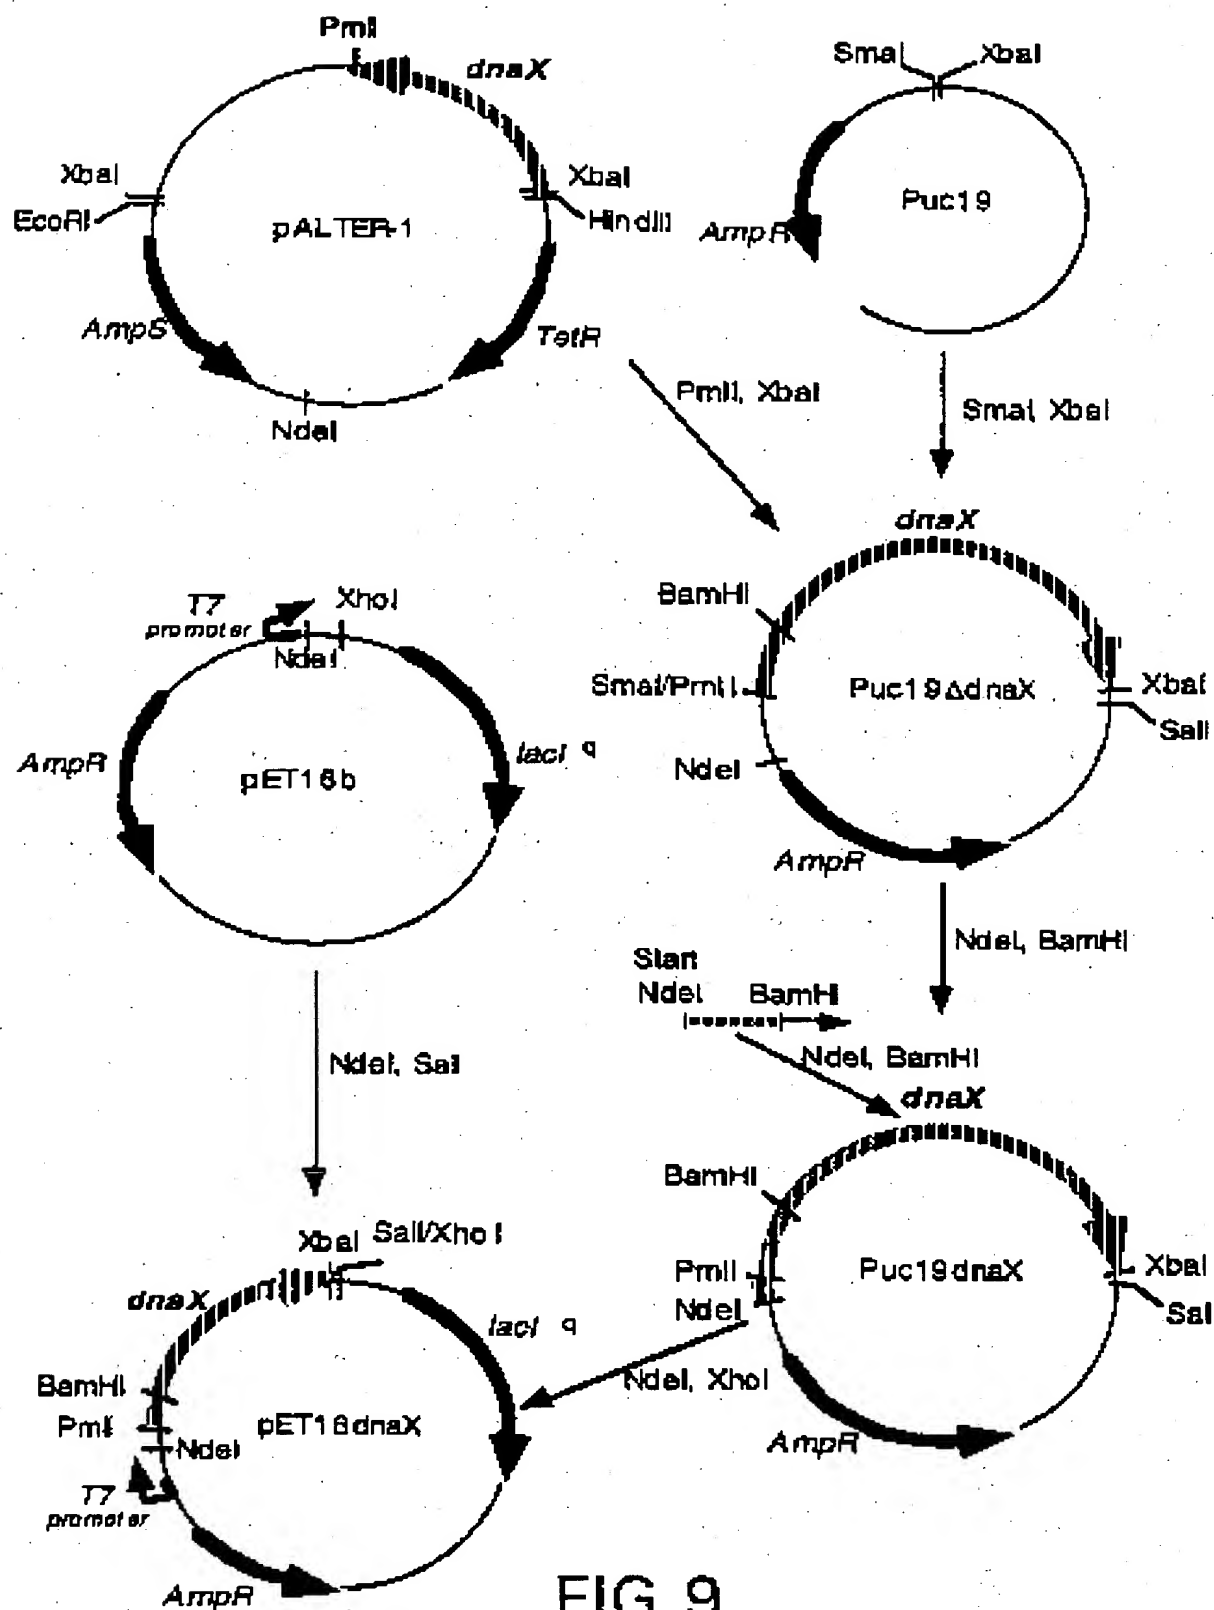 PmlI
dnaX
XbaI
EcoRI
XbaI
HindIII
pALTER-1
AmpS
TetR
NdeI
SmaI
XbaI
Puc19
AmpR
PmlI, XbaI
SmaI, XbaI
dnaX
BamHI
SmaI/PmlI
Puc19ΔdnaX
XbaI
SalI
NdeI
AmpR
T7
promoter
XhoI
NdeI
AmpR
pET16b
lacI q
NdeI, BamHI
Start
NdeI BamHI
NdeI, BamHI
NdeI, SalI
dnaX
BamHI
PmlI
NdeI
Puc19dnaX
XbaI
Sal
AmpR
NdeI, XhoI
XbaI SalI/XhoI
dnaX
lacI q
BamHI
PmlI
NdeI
pET16dnaX
T7
promoter
AmpR
FIG. 9